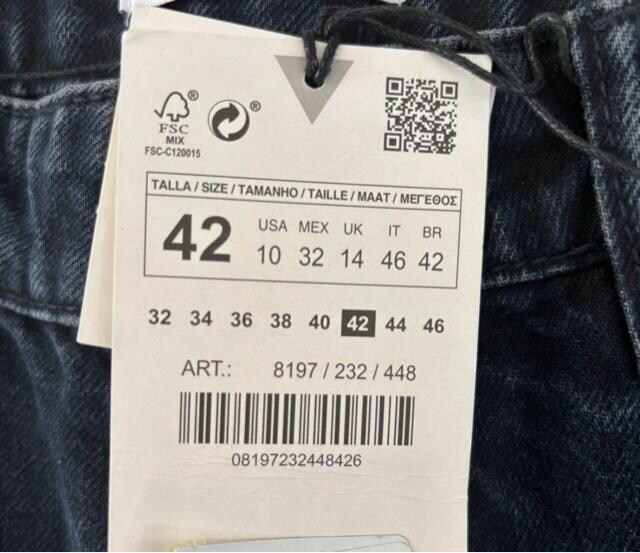 ®
®
FSC
MIX
FSC-C120015
TALLA / SIZE / TAMANHO / TAILLE / MAAT / ΜΕΓΕΘΟΣ
42
USA MEX UK IT BR
10 32 14 46 42
32 34 36 38 40 42 44 46
ART.: 8197 / 232 / 448
08197232448426